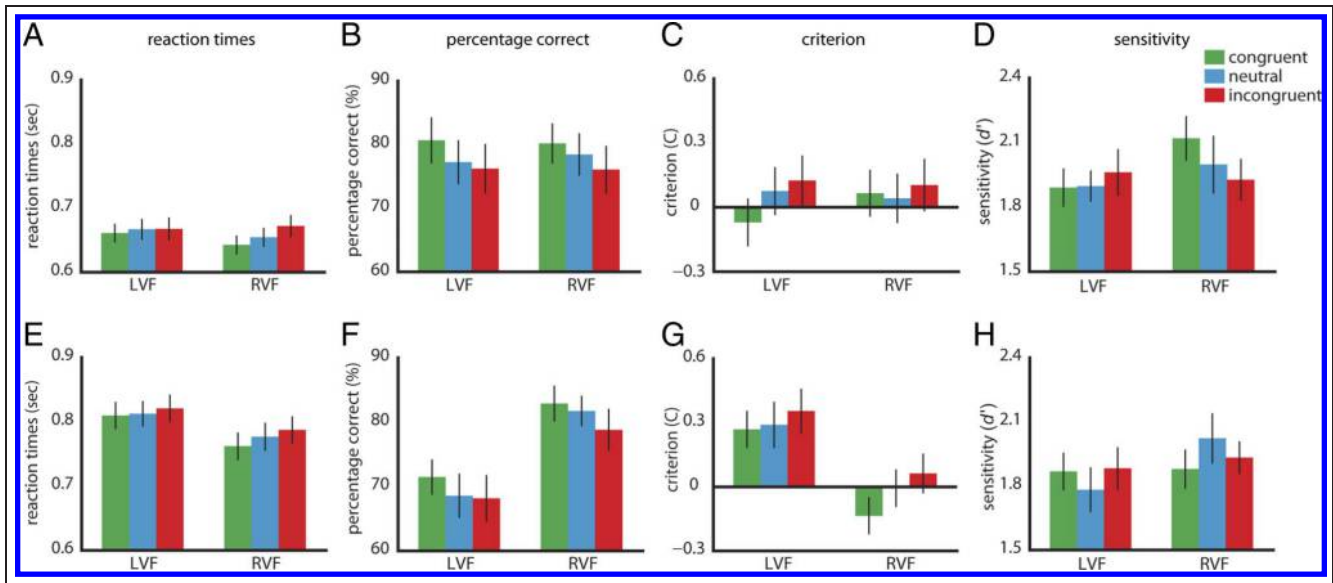 A reaction times
B percentage correct
C criterion
D sensitivity
congruent
neutral
incongruent
reaction times (sec)
0.9
0.8
0.7
0.6
LVF RVF
percentage correct (%)
90
80
70
60
LVF RVF
criterion (C)
0.6
0.3
0
−0.3
LVF RVF
sensitivity (d')
2.4
2.1
1.8
1.5
LVF RVF
E
reaction times (sec)
0.9
0.8
0.7
0.6
LVF RVF
F
percentage correct (%)
90
80
70
60
LVF RVF
G
criterion (C)
0.6
0.3
0
−0.3
LVF RVF
H
sensitivity (d')
2.4
2.1
1.8
1.5
LVF RVF